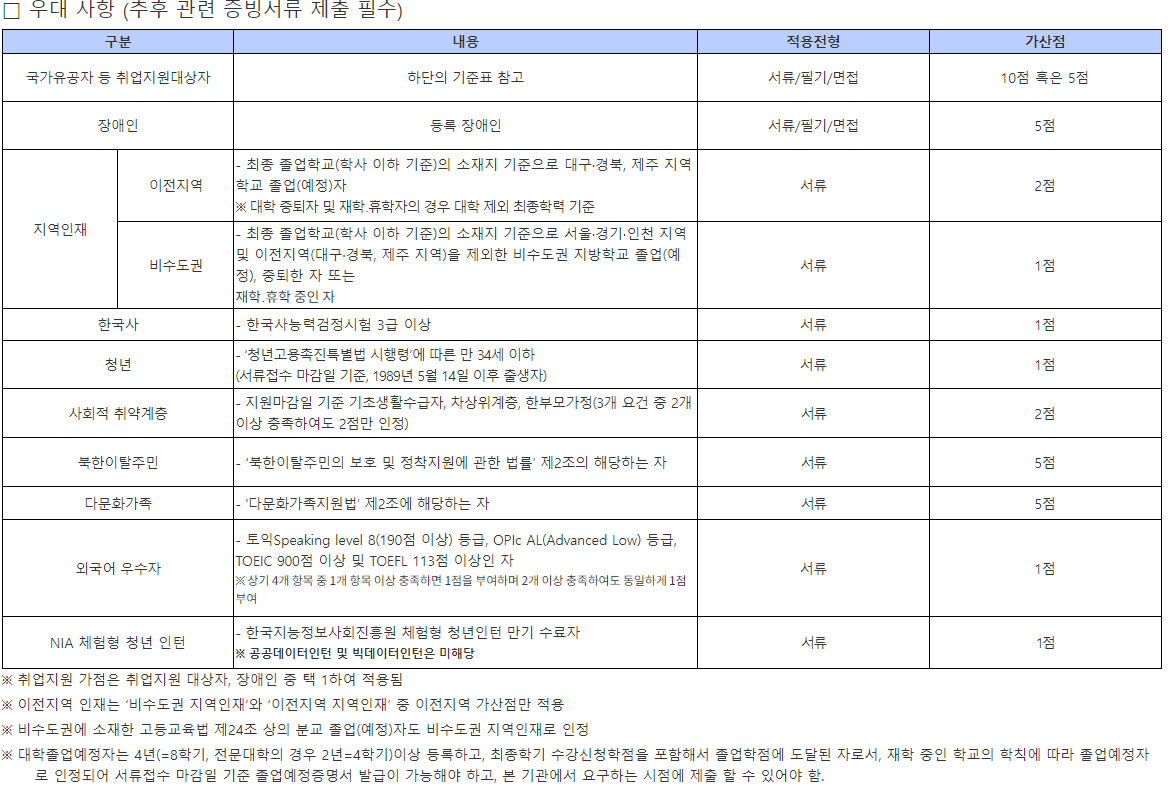 □ 우대 사항 (추후 관련 증빙서류 제출 필수)
구분 내용 적용전형 가산점
국가유공자 등 취업지원대상자 하단의 기준표 참고 서류/필기/면접 10점 혹은 5점
장애인 등록 장애인 서류/필기/면접 5점
지역인재
이전지역
- 최종 졸업학교(학사 이하 기준)의 소재지 기준으로 대구·경북, 제주 지역
학교 졸업(예정)자
※ 대학 중퇴자 및 재학.휴학자의 경우 대학 제외 최종학력 기준
서류 2점
비수도권
- 최종 졸업학교(학사 이하 기준)의 소재지 기준으로 서울·경기·인천 지역
및 이전지역(대구·경북, 제주 지역)을 제외한 비수도권 지방학교 졸업(예
정), 중퇴한 자 또는
재학.휴학 중인 자
서류 1점
한국사 - 한국사능력검정시험 3급 이상 서류 1점
청년
- ‘청년고용촉진특별법 시행령’에 따른 만 34세 이하
(서류접수 마감일 기준, 1989년 5월 14일 이후 출생자)
서류 1점
사회적 취약계층
- 지원마감일 기준 기초생활수급자, 차상위계층, 한부모가정(3개 요건 중 2개
이상 충족하여도 2점만 인정)
서류 2점
북한이탈주민 - ‘북한이탈주민의 보호 및 정착지원에 관한 법률’ 제2조의 해당하는 자 서류 5점
다문화가족 - ‘다문화가족지원법’ 제2조에 해당하는 자 서류 5점
외국어 우수자
- 토익Speaking level 8(190점 이상) 등급, OPIc AL(Advanced Low) 등급,
TOEIC 900점 이상 및 TOEFL 113점 이상인 자
※ 상기 4개 항목 중 1개 항목 이상 충족하면 1점을 부여하며 2개 이상 충족하여도 동일하게 1점
부여
서류 1점
NIA 체험형 청년 인턴
- 한국지능정보사회진흥원 체험형 청년인턴 만기 수료자
※ 공공데이터인턴 및 빅데이터인턴은 미해당
서류 1점
※ 취업지원 가점은 취업지원 대상자, 장애인 중 택 1하여 적용됨
※ 이전지역 인재는 ‘비수도권 지역인재’와 ‘이전지역 지역인재’ 중 이전지역 가산점만 적용
※ 비수도권에 소재한 고등교육법 제24조 상의 분교 졸업(예정)자도 비수도권 지역인재로 인정
※ 대학졸업예정자는 4년(=8학기, 전문대학의 경우 2년=4학기)이상 등록하고, 최종학기 수강신청학점을 포함해서 졸업학점에 도달된 자로서, 재학 중인 학교의 학칙에 따라 졸업예정자
로 인정되어 서류접수 마감일 기준 졸업예정증명서 발급이 가능해야 하고, 본 기관에서 요구하는 시점에 제출 할 수 있어야 함.